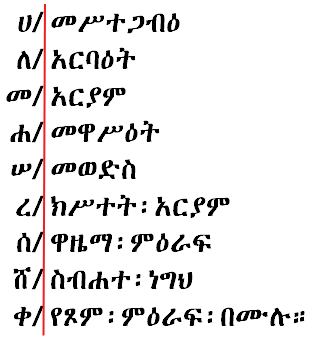 ሀ/ መሥተጋብዕ
ለ/ አርባዕት
መ/ አርያም
ሐ/ መዋሥዕት
ሠ/ መወድስ
ረ/ ክሥተት፡ አርያም
ሰ/ ዋዜማ፡ ምዕራፍ
ሸ/ ስብሐተ፡ ነግህ
ቀ/ የጾም፡ ምዕራፍ፡ በሙሉ።